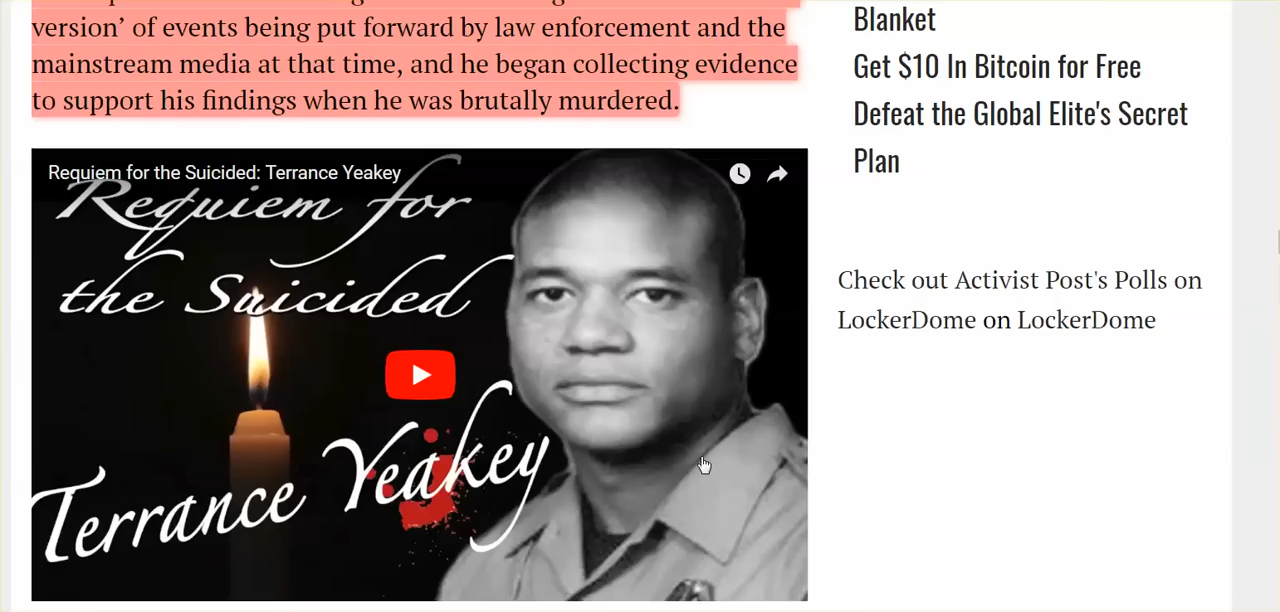 version’ of events being put forward by law enforcement and the
mainstream media at that time, and he began collecting evidence
to support his findings when he was brutally murdered.
Requiem for the Suicided: Terrance Yeakey
Requiem for
the Suicided
Terrance Yeakey
Blanket
Get $10 In Bitcoin for Free
Defeat the Global Elite's Secret
Plan
Check out Activist Post's Polls on
LockerDome on LockerDome